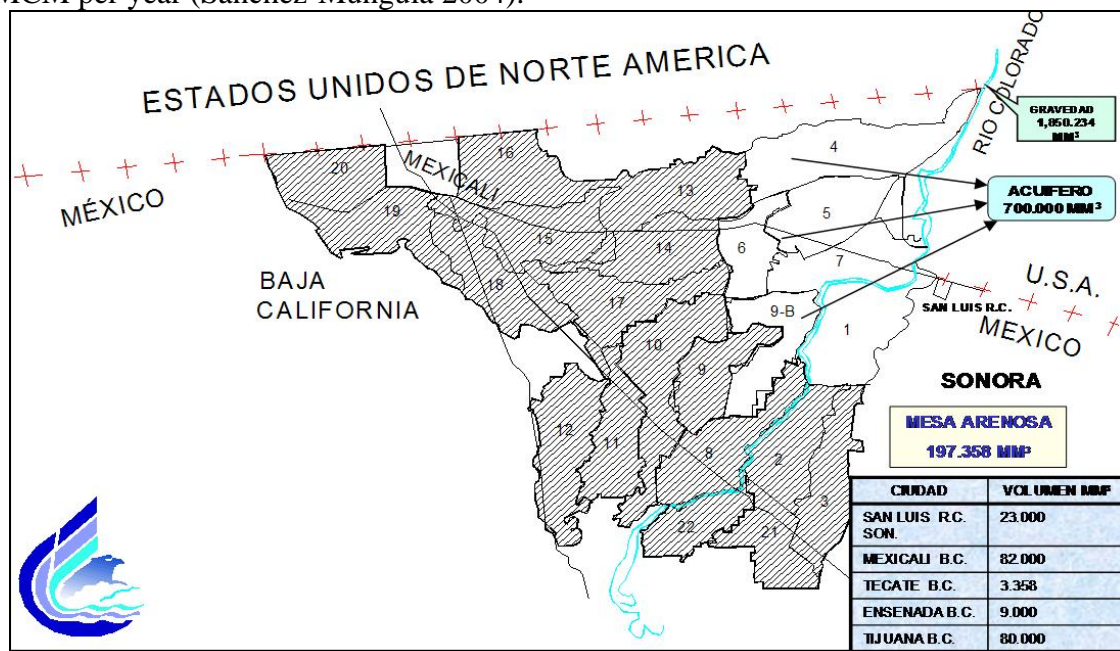 MCM per year (Sanchez-Munguia 2004).
ESTADOS UNIDOS DE NORTE AMERICA
RIO COLORADO
GRAVEDAD
1,850.234
MM³
MÉXICO
MEXICALI
ACUIFERO
700.000 MM³
20
16
4
13
19
5
15
14
6
7
18
17
BAJA
CALIFORNIA
9-B
1
SAN LUIS R.C.
U.S.A.
MEXICO
10
9
SONORA
12
11
8
2
3
22
21
MESA ARENOSA
197.358 MM³
CIUDAD VOLUMEN MM³
SAN LUIS R.C. SON. 23.000
MEXICALI B.C. 82.000
TECATE B.C. 3.358
ENSENADA B.C. 9.000
TIJUANA B.C. 80.000